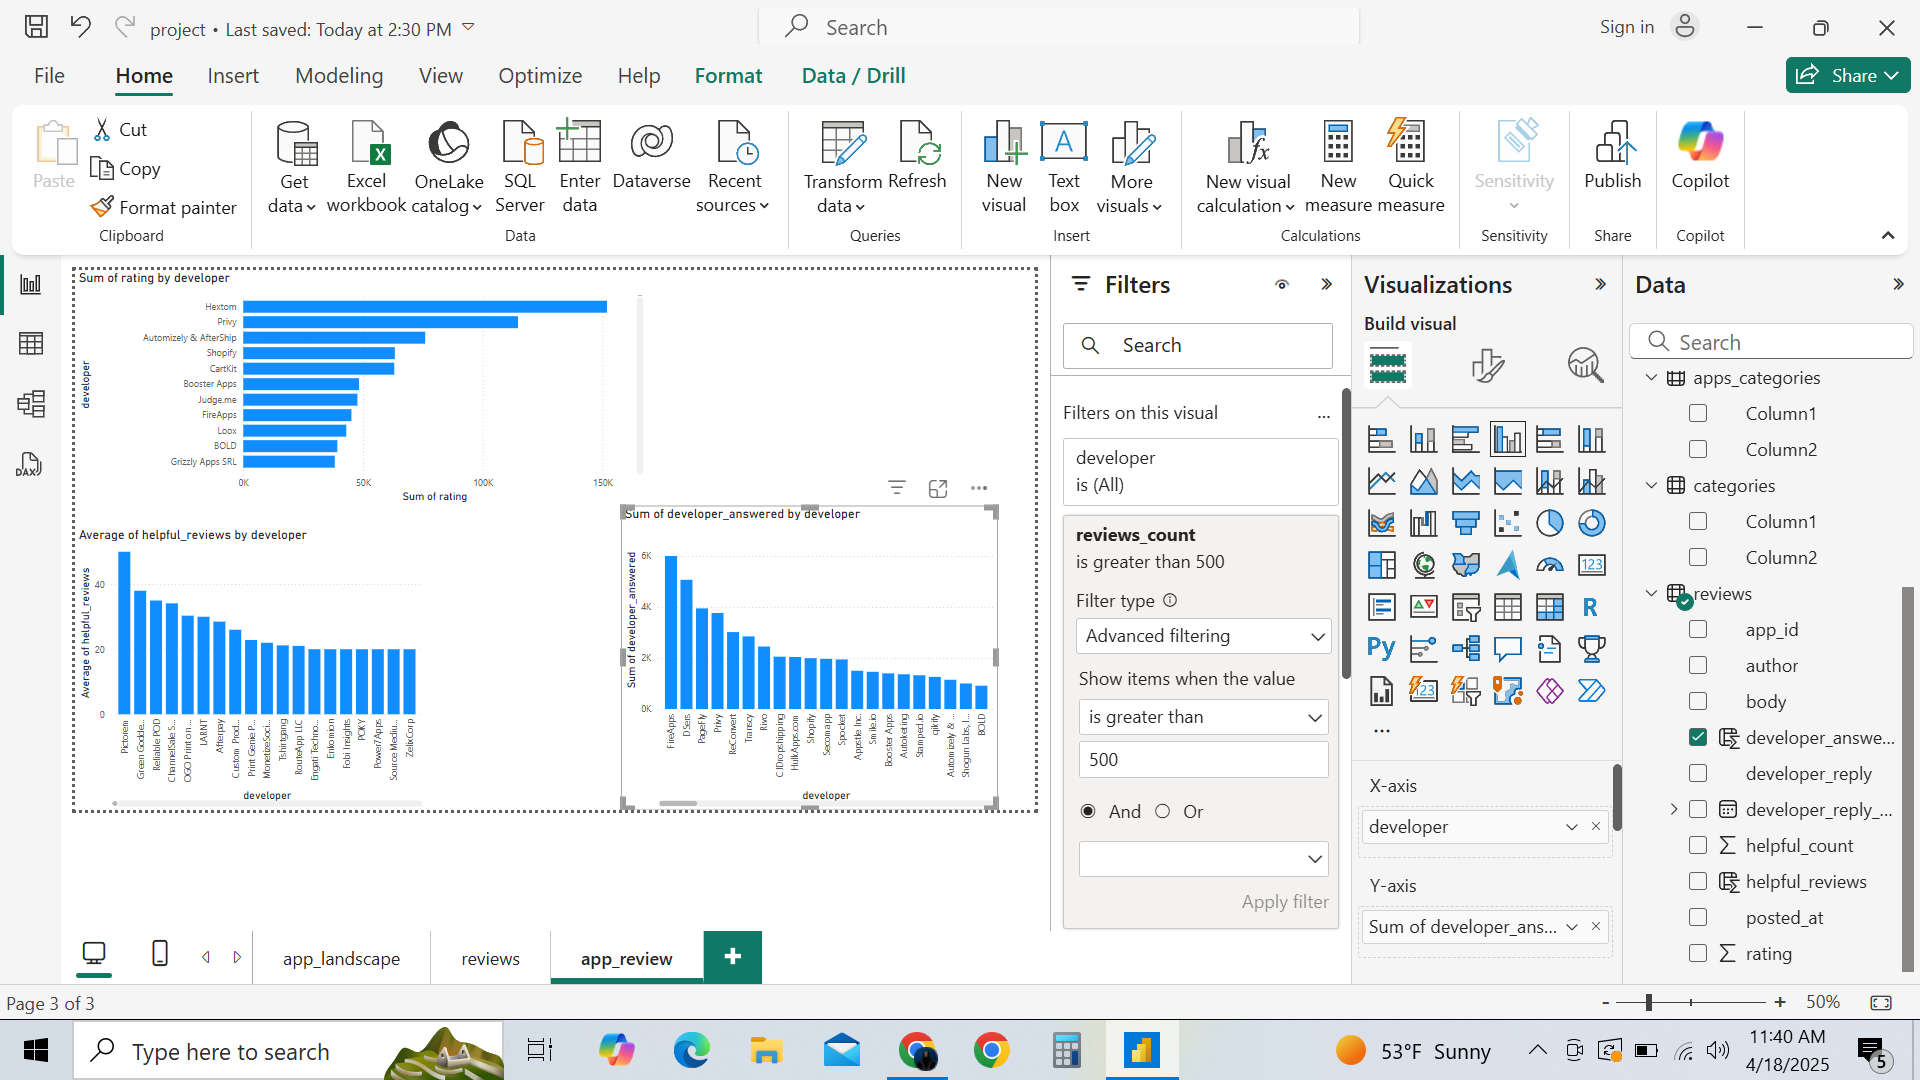 project • Last saved: Today at 2:30 PM
Search
Sign in
File
Home
Insert
Modeling
View
Optimize
Help
Format
Data / Drill
Share
Paste
Cut
Copy
Format painter
Clipboard
Get data
Excel workbook
OneLake catalog
SQL Server
Enter data
Dataverse
Recent sources
Data
Transform data
Refresh
Queries
New visual
Text box
More visuals
Insert
New visual calculation
New measure
Quick measure
Calculations
Sensitivity
Sensitivity
Publish
Share
Copilot
Copilot
DAX
Sum of rating by developer
developer
Hextom
Privy
Automizely & AfterShip
Shopify
CartKit
Booster Apps
Judge.me
FireApps
Loox
BOLD
Grizzly Apps SRL
0K 50K 100K 150K
Sum of rating
Average of helpful_reviews by developer
Average of helpful_reviews
40
20
0
Pictorem
Green Godde...
Reliable POD
ChannelSale S...
OGO Print on ...
LARNT
Afterpay
Custom Prod...
Print Genie P...
MonetizeSoci...
Tshirtgang
RouteApp LLC
Engati Techno...
Enkomion
Fobi Insights
POKY
Power7Apps
Source Mediu...
ZelloCorp
developer
Sum of developer_answered by developer
Sum of developer_answered
6K
4K
2K
0K
FireApps
DSers
PageFly
Privy
ReConvert
Transcy
Rivo
CJDropshipping
HulkApps.com
Shopify
Secomapp
Spocket
Appstle Inc.
Smile.io
Booster Apps
Autoketing
Stamped.io
qikify
Automizely & ...
Shogun Labs, I...
BOLD
developer
Filters
Search
Filters on this visual
developer
is (All)
reviews_count
is greater than 500
Filter type
Advanced filtering
Show items when the value
is greater than
500
And Or
Apply filter
Visualizations
Build visual
123
R
Py
123
X-axis
developer
Y-axis
Sum of developer_ans...
Data
Search
apps_categories
Column1
Column2
categories
Column1
Column2
reviews
app_id
author
body
developer_answe...
developer_reply
developer_reply_...
helpful_count
helpful_reviews
posted_at
rating
app_landscape
reviews
app_review
Page 3 of 3
50%
Type here to search
53°F Sunny
11:40 AM
4/18/2025
5